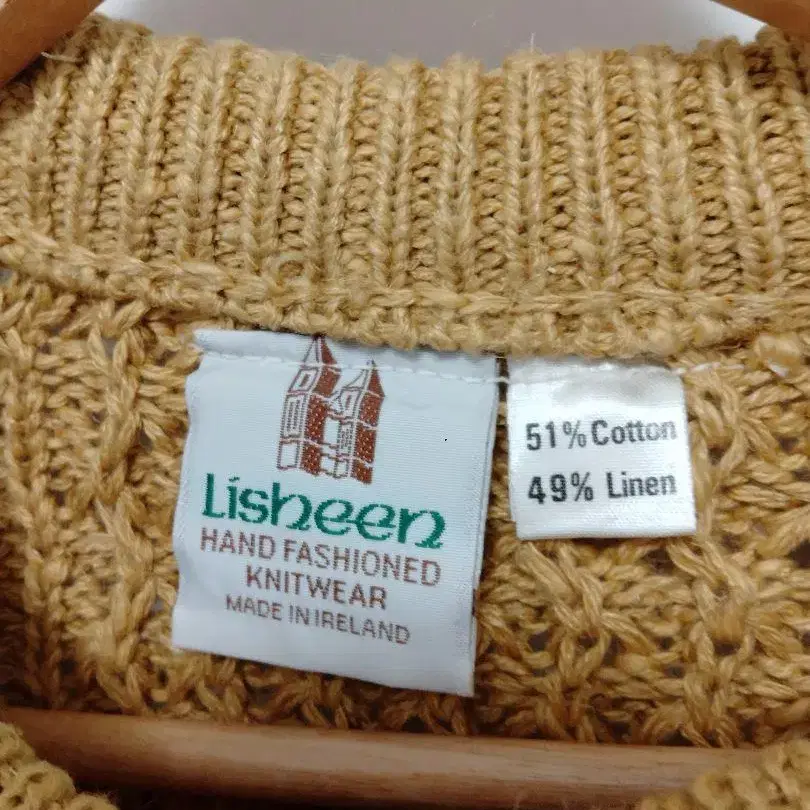 Lisheen
HAND FASHIONED
KNITWEAR
MADE IN IRELAND
51% Cotton
49% Linen